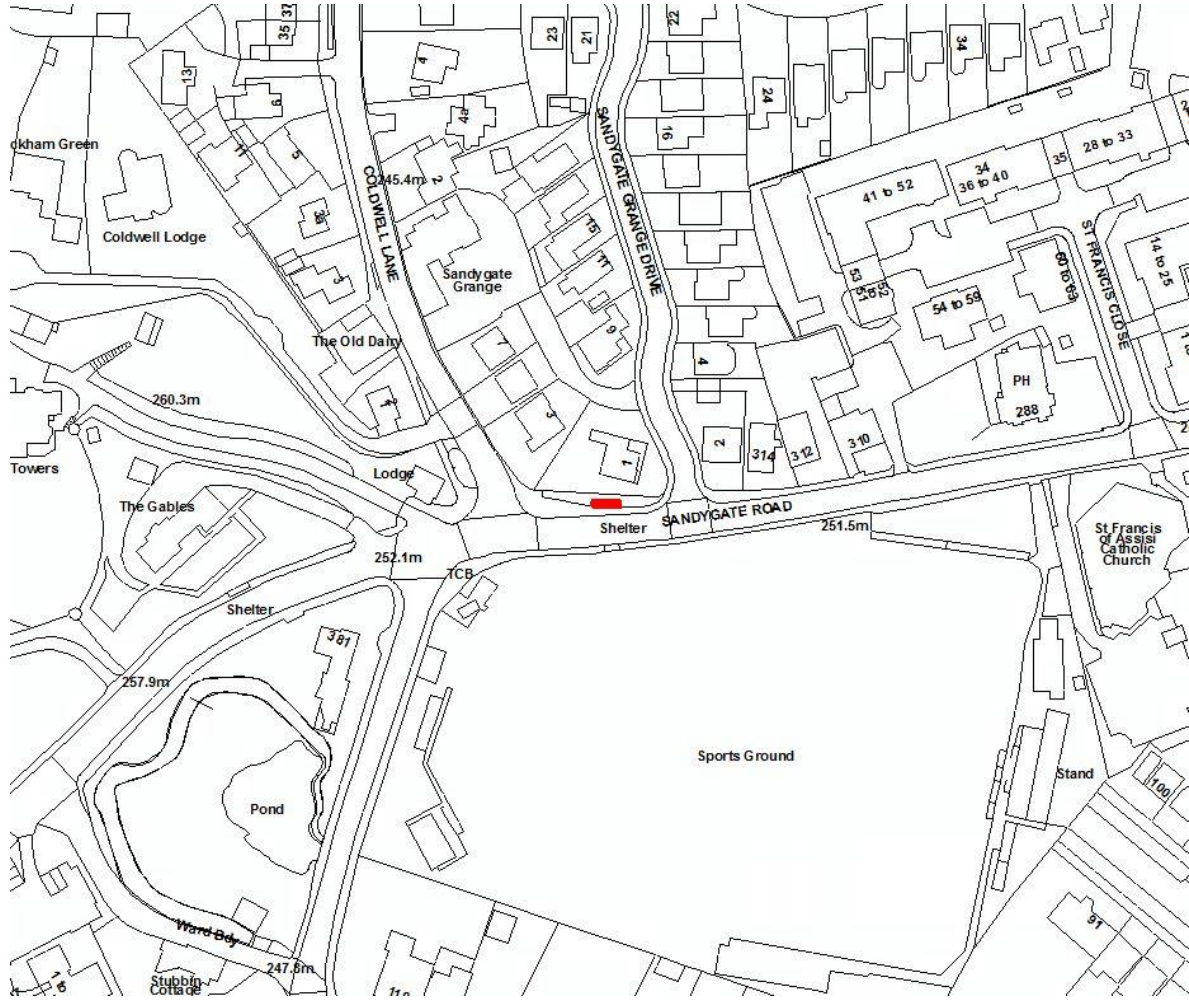 22
23
21
35
37
4
13
34
6
4a
24
16
28 to 33
ckham Green
11
5
34
36 to 40
35
41 to 52
245.4m
2
COLDWELL LANE
SANDYGATE GRANGE DRIVE
Coldwell Lodge
15
ST FRANCIS CLOSE
14 to 25
60 to 63
Sandygate
Grange
11
3
54 to 59
The Old Dairy
7
9
4
PH
260.3m
288
3
2
314
312
310
1
Towers
Lodge
The Gables
SANDYGATE ROAD
Shelter
251.5m
St Francis
of Assisi
Catholic
Church
252.1m
TCB
Shelter
381
257.9m
Sports Ground
Stand
100
Pond
91
Ward Bdy
247.8m
Stubbin
Cottage